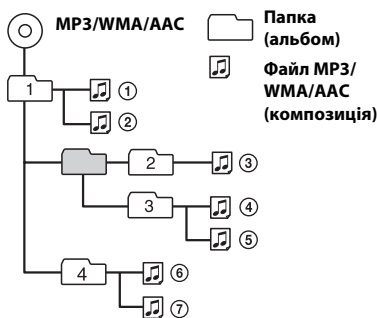 MP3/WMA/AAC
Папка
(альбом)
Файл MP3/
WMA/AAC
(композиція)
1
①
②
2
③
3
④
⑤
4
⑥
⑦